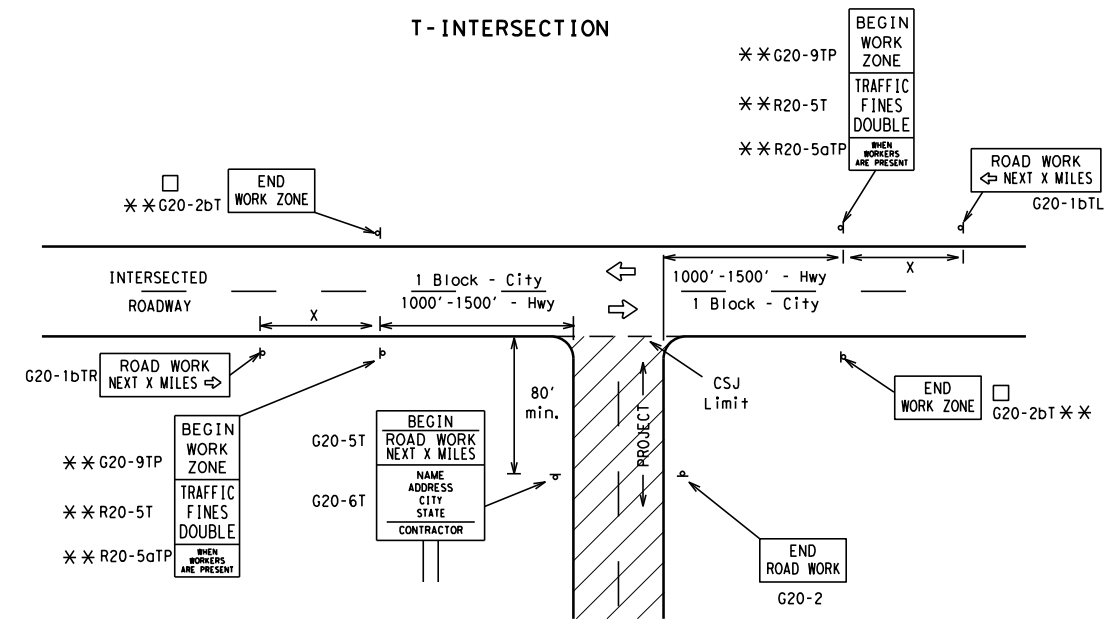 T-INTERSECTION
BEGIN
WORK
ZONE
✳✳G20-9TP
TRAFFIC
FINES
DOUBLE
✳✳R20-5T
WHEN
WORKERS
ARE PRESENT
✳✳R20-5aTP
ROAD WORK
⇦ NEXT X MILES
G20-1bTL
END
WORK ZONE
□
✳✳G20-2bT
X
INTERSECTED
ROADWAY
1 Block - City
1000'-1500' - Hwy
1000'-1500' - Hwy
1 Block - City
X
G20-1bTR
ROAD WORK
NEXT X MILES ⇨
80'
min.
CSJ
Limit
PROJECT
END
WORK ZONE
□
G20-2bT ✳✳
BEGIN
WORK
ZONE
✳✳G20-9TP
TRAFFIC
FINES
DOUBLE
✳✳R20-5T
WHEN
WORKERS
ARE PRESENT
✳✳R20-5aTP
G20-5T
BEGIN
ROAD WORK
NEXT X MILES
G20-6T
NAME
ADDRESS
CITY
STATE
CONTRACTOR
END
ROAD WORK
G20-2